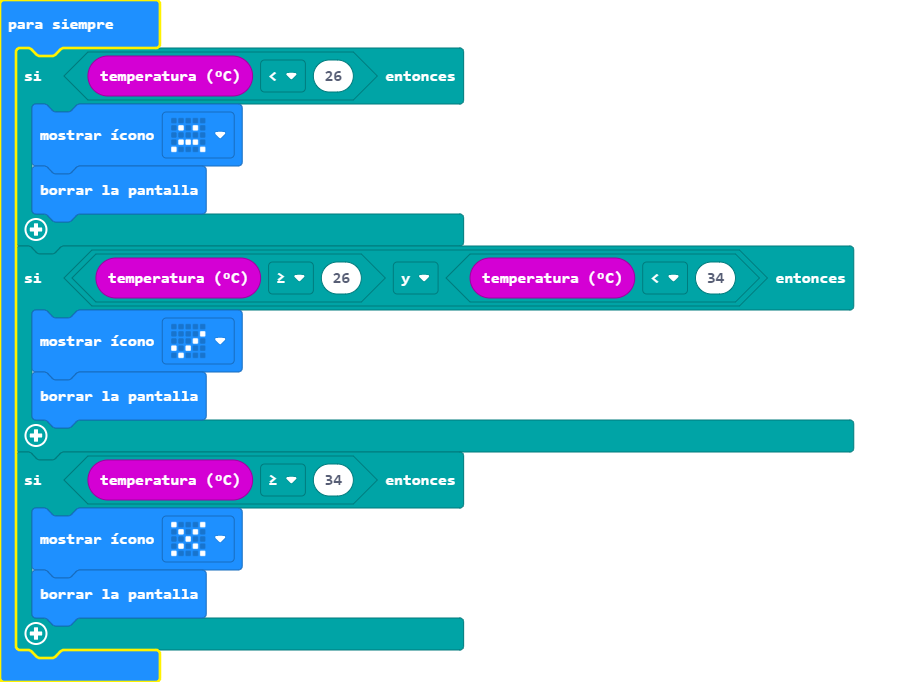 para siempre
si temperatura (ºC) < 26 entonces
mostrar ícono
borrar la pantalla
si temperatura (ºC) ≥ 26 y temperatura (ºC) < 34 entonces
mostrar ícono
borrar la pantalla
si temperatura (ºC) ≥ 34 entonces
mostrar ícono
borrar la pantalla